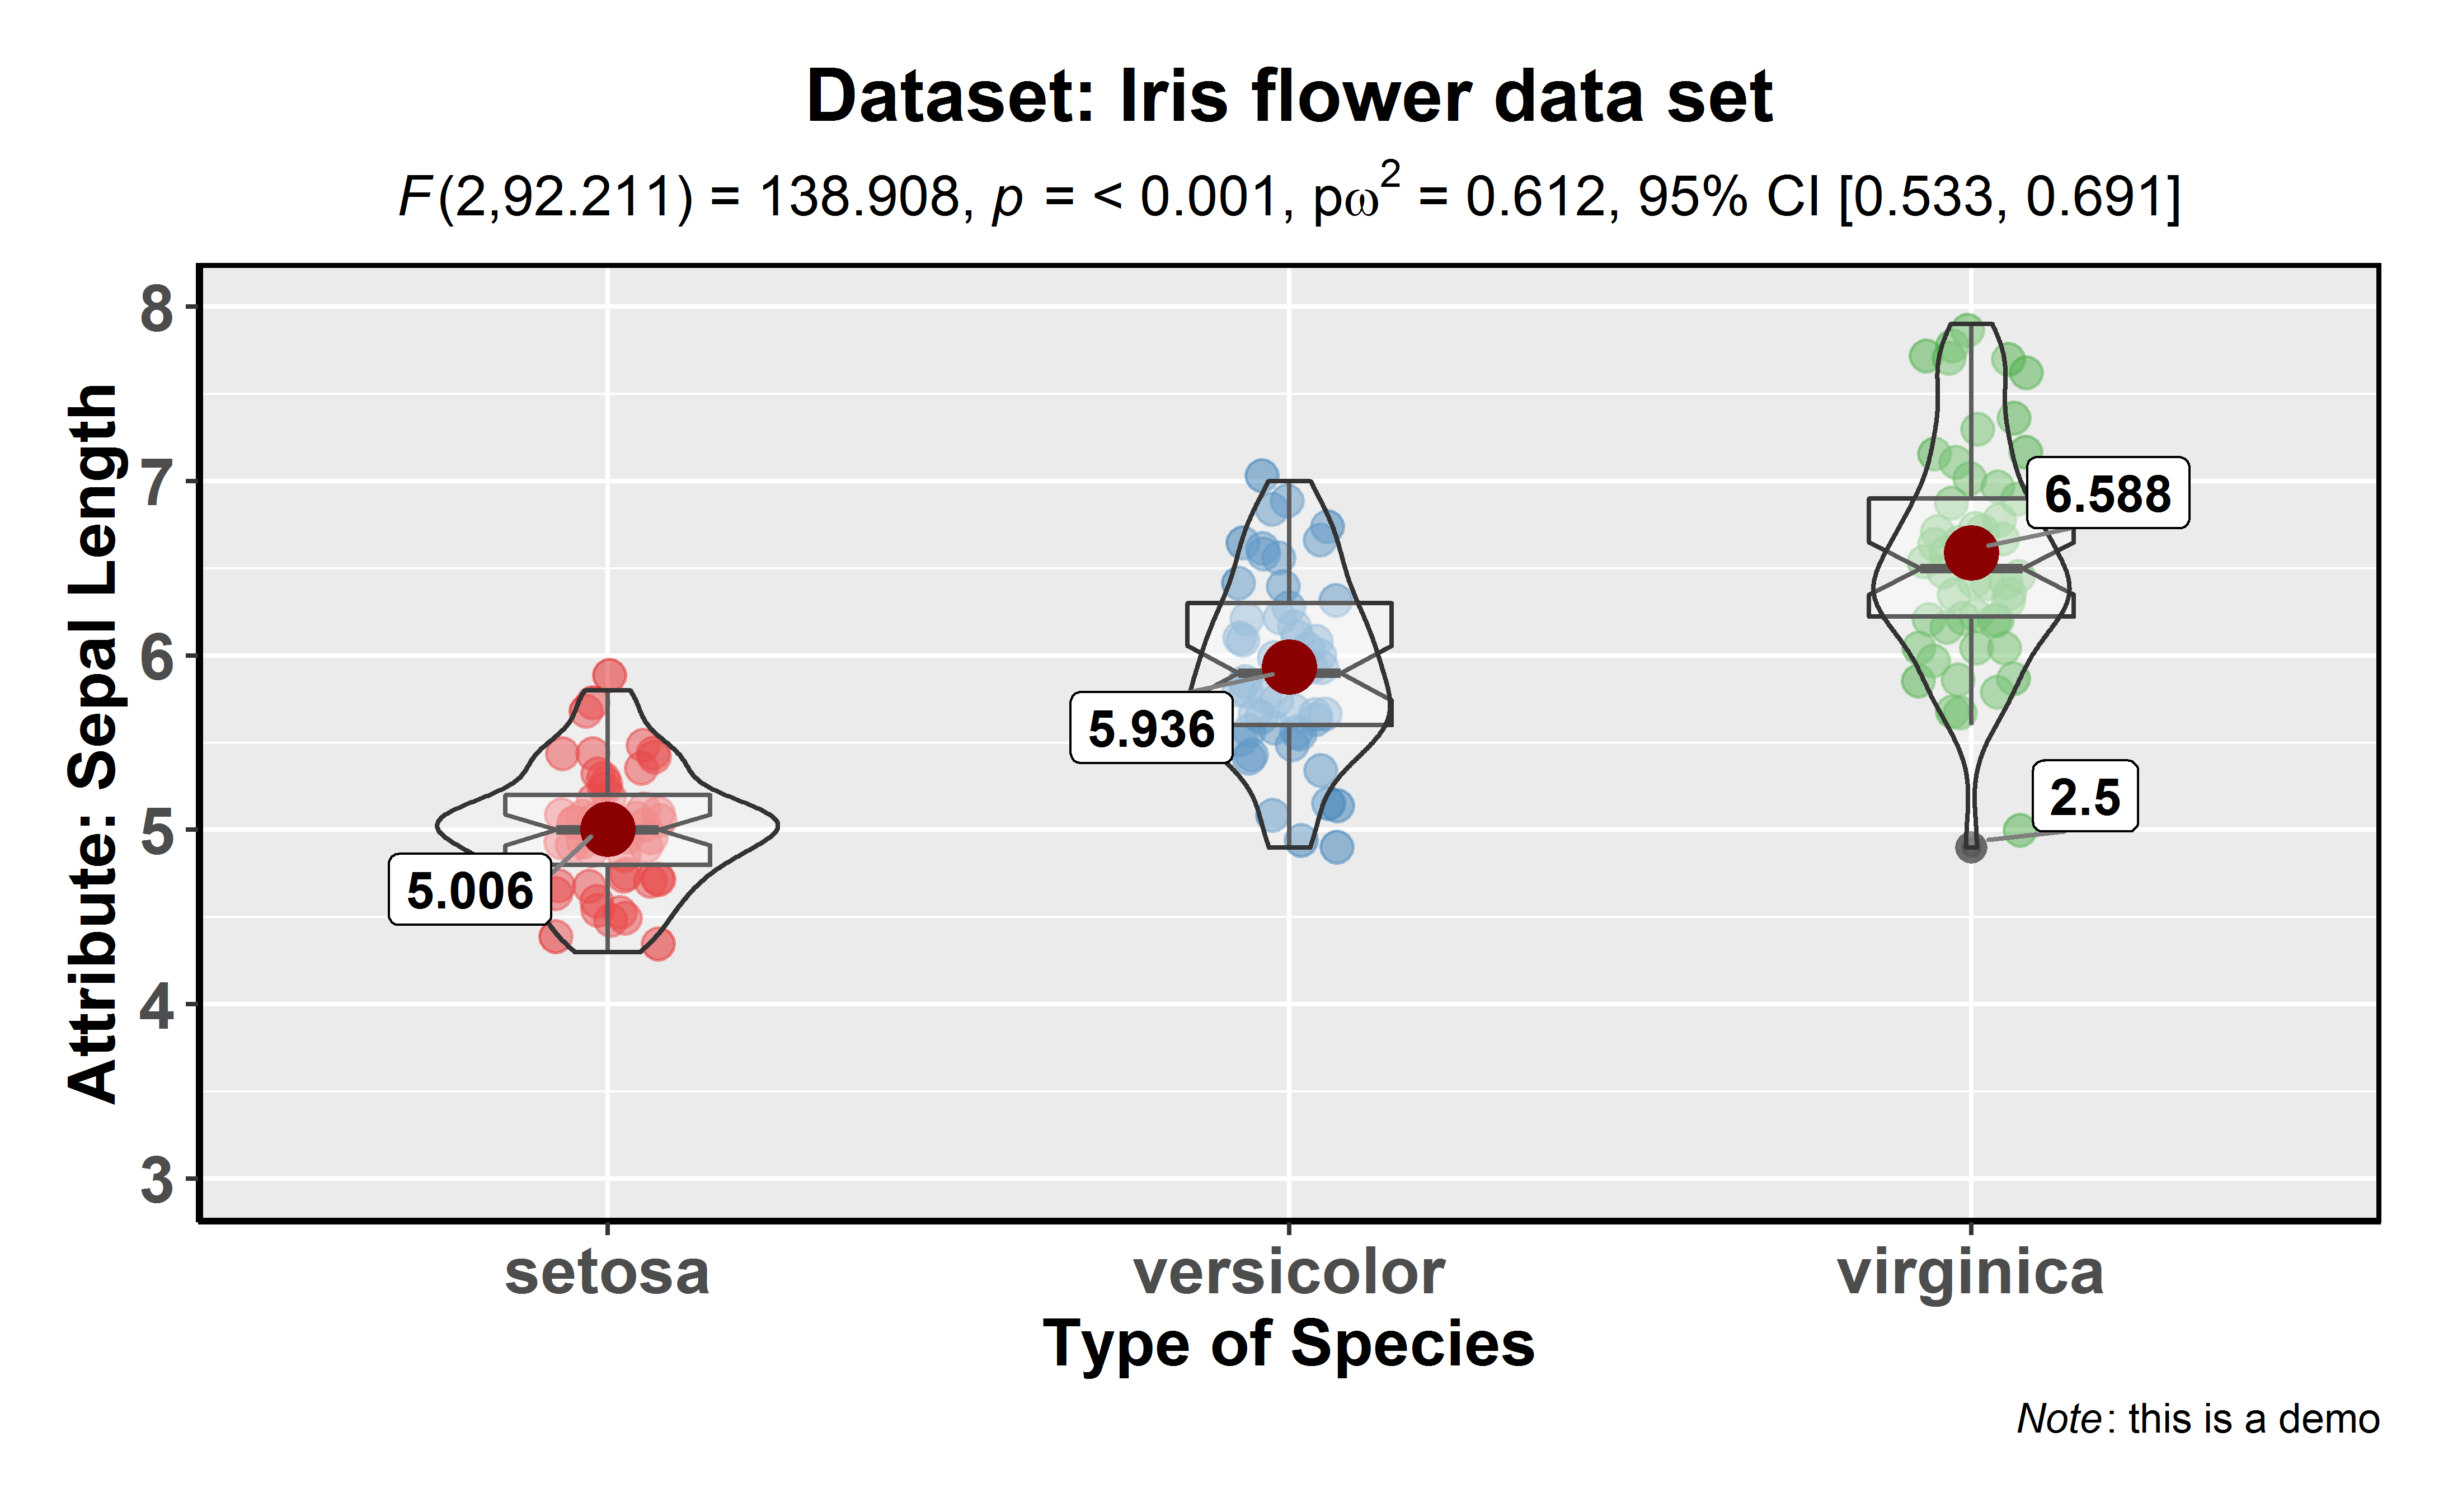 Dataset: Iris flower data set
F(2,92.211) = 138.908, p = < 0.001, pω² = 0.612, 95% CI [0.533, 0.691]
Attribute: Sepal Length
8
7
6
5
4
3
6.588
5.936
2.5
5.006
setosa versicolor virginica
Type of Species
Note: this is a demo